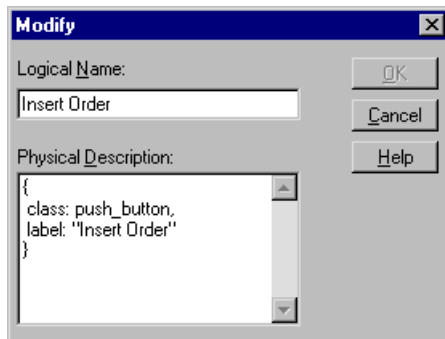 Modify
Logical Name:
OK
Insert Order
Cancel
Physical Description:
Help
{
class: push_button,
label: "Insert Order"
}